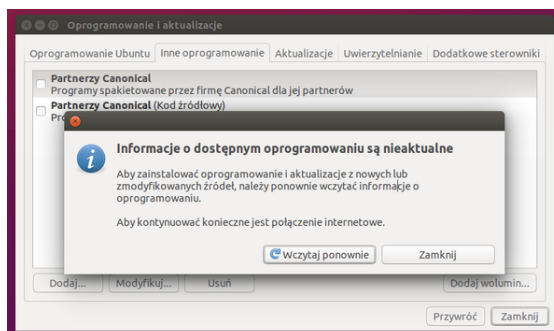 Oprogramowanie i aktualizacje
Oprogramowanie Ubuntu Inne oprogramowanie Aktualizacje Uwierzytelnianie Dodatkowe sterowniki
Partnerzy Canonical
Programy spakietowane przez firmę Canonical dla jej partnerów
Partnerzy Canonical (Kod źródłowy)
Informacje o dostępnym oprogramowaniu są nieaktualne
Aby zainstalować oprogramowanie i aktualizacje z nowych lub
zmodyfikowanych źródeł, należy ponownie wczytać informacje o
oprogramowaniu.
Aby kontynuować konieczne jest połączenie internetowe.
Wczytaj ponownie Zamknij
Dodaj... Modyfikuj... Usuń Dodaj wolumin...
Przywróć Zamknij